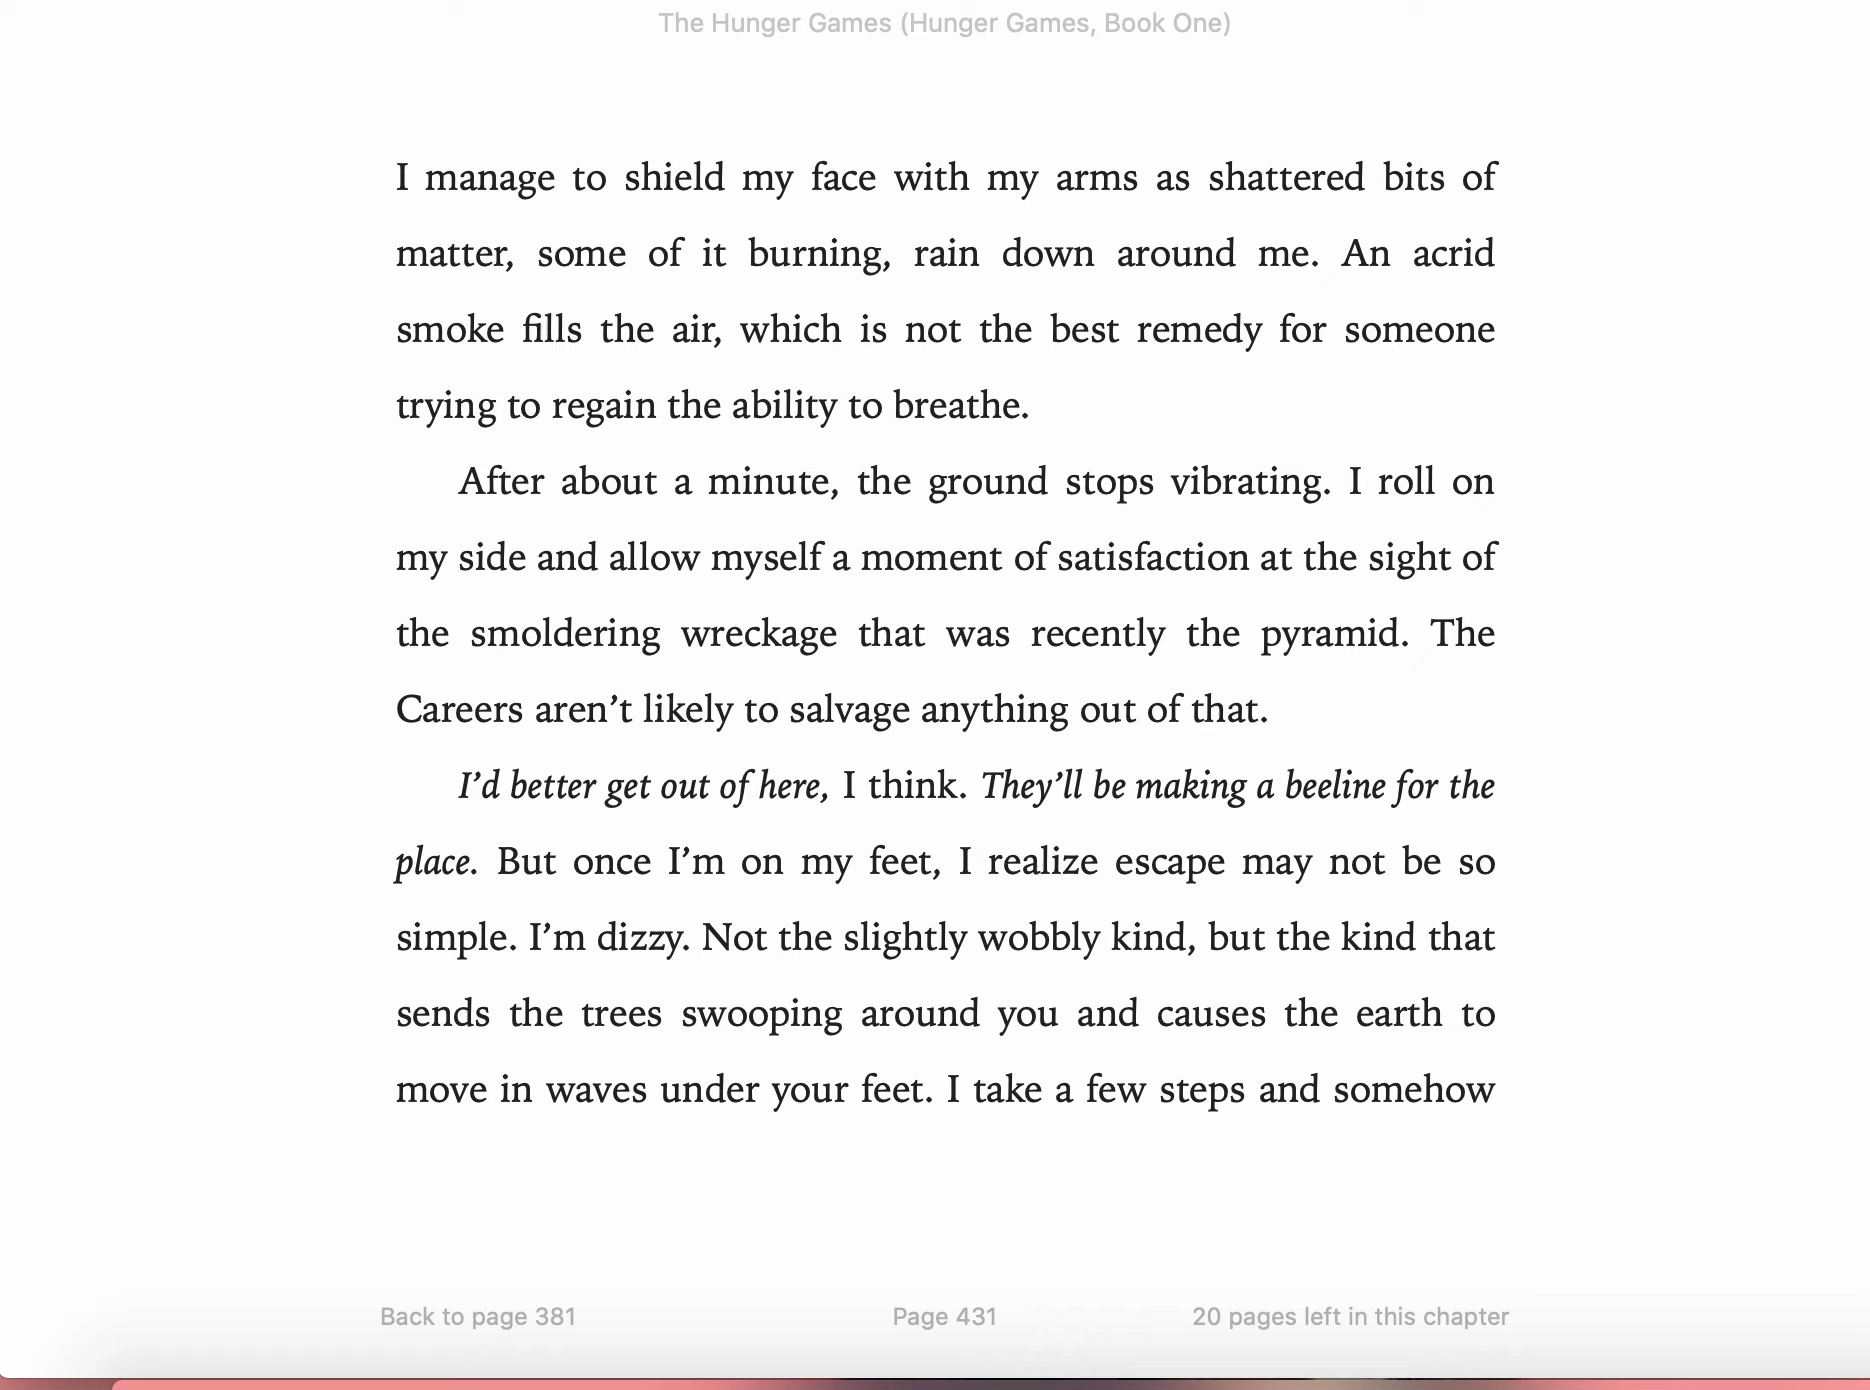 The Hunger Games (Hunger Games, Book One)
I manage to shield my face with my arms as shattered bits of
matter, some of it burning, rain down around me. An acrid
smoke fills the air, which is not the best remedy for someone
trying to regain the ability to breathe.
After about a minute, the ground stops vibrating. I roll on
my side and allow myself a moment of satisfaction at the sight of
the smoldering wreckage that was recently the pyramid. The
Careers aren’t likely to salvage anything out of that.
I’d better get out of here, I think. They’ll be making a beeline for the
place. But once I’m on my feet, I realize escape may not be so
simple. I’m dizzy. Not the slightly wobbly kind, but the kind that
sends the trees swooping around you and causes the earth to
move in waves under your feet. I take a few steps and somehow
Back to page 381
Page 431
20 pages left in this chapter